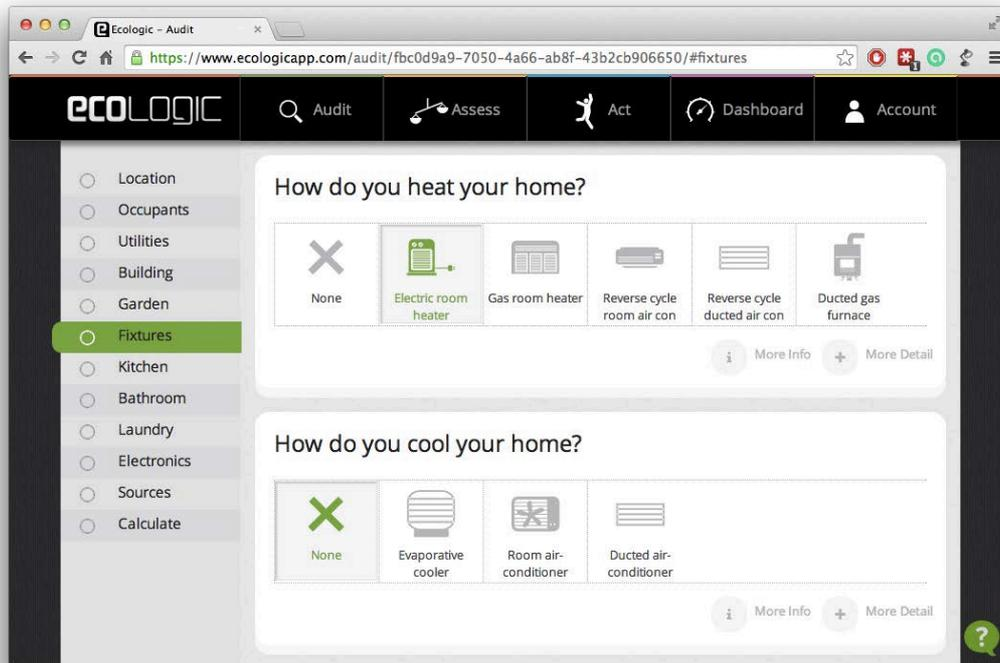 Ecologic – Audit
https://www.ecologicapp.com/audit/fbc0d9a9-7050-4a66-ab8f-43b2cb906650/#fixtures
1
ecoLOGIC
Audit
Assess
Act
Dashboard
Account
Location
Occupants
Utilities
Building
Garden
Fixtures
Kitchen
Bathroom
Laundry
Electronics
Sources
Calculate
How do you heat your home?
None
Electric room
heater
Gas room heater
Reverse cycle
room air con
Reverse cycle
ducted air con
Ducted gas
furnace
i More Info
+ More Detail
How do you cool your home?
None
Evaporative
cooler
Room air-
conditioner
Ducted air-
conditioner
i More Info
+ More Detail
?